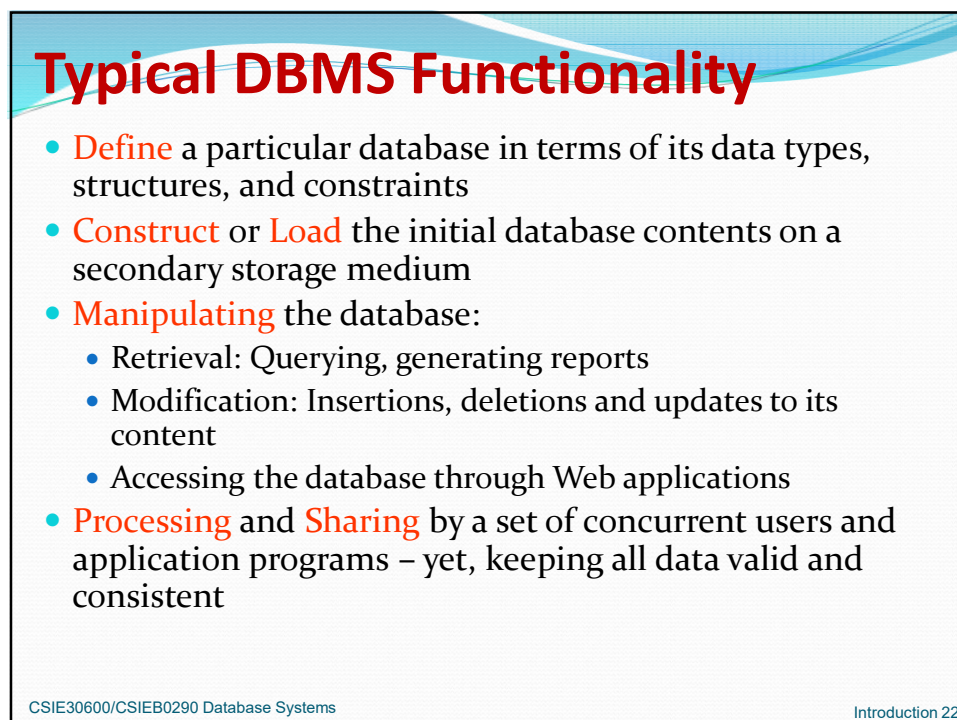 Typical DBMS Functionality
Define a particular database in terms of its data types,
structures, and constraints
Construct or Load the initial database contents on a
secondary storage medium
Manipulating the database:
Retrieval: Querying, generating reports
Modification: Insertions, deletions and updates to its
content
Accessing the database through Web applications
Processing and Sharing by a set of concurrent users and
application programs – yet, keeping all data valid and
consistent
CSIE30600/CSIEB0290 Database Systems
Introduction 22